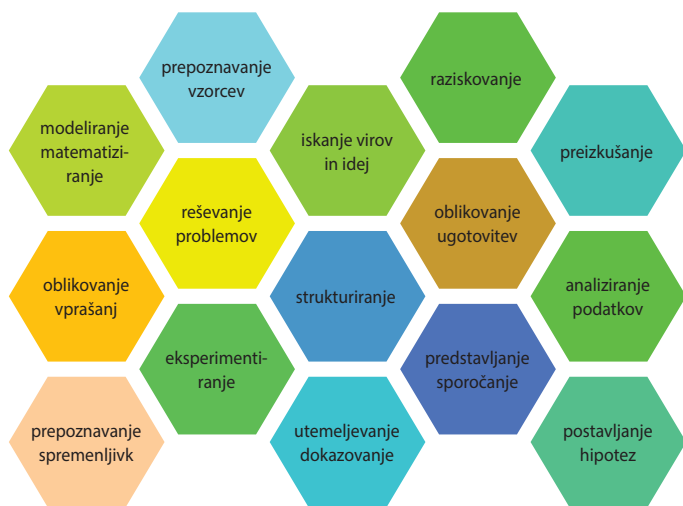 prepoznavanje
vzorcev
raziskovanje
modeliranje
matematizi-
ranje
iskanje virov
in idej
preizkušanje
reševanje
problemov
oblikovanje
ugotovitev
oblikovanje
vprašanj
strukturiranje
analiziranje
podatkov
eksperimenti-
ranje
predstavljanje
sporočanje
prepoznavanje
spremenljivk
utemeljevanje
dokazovanje
postavljanje
hipotez